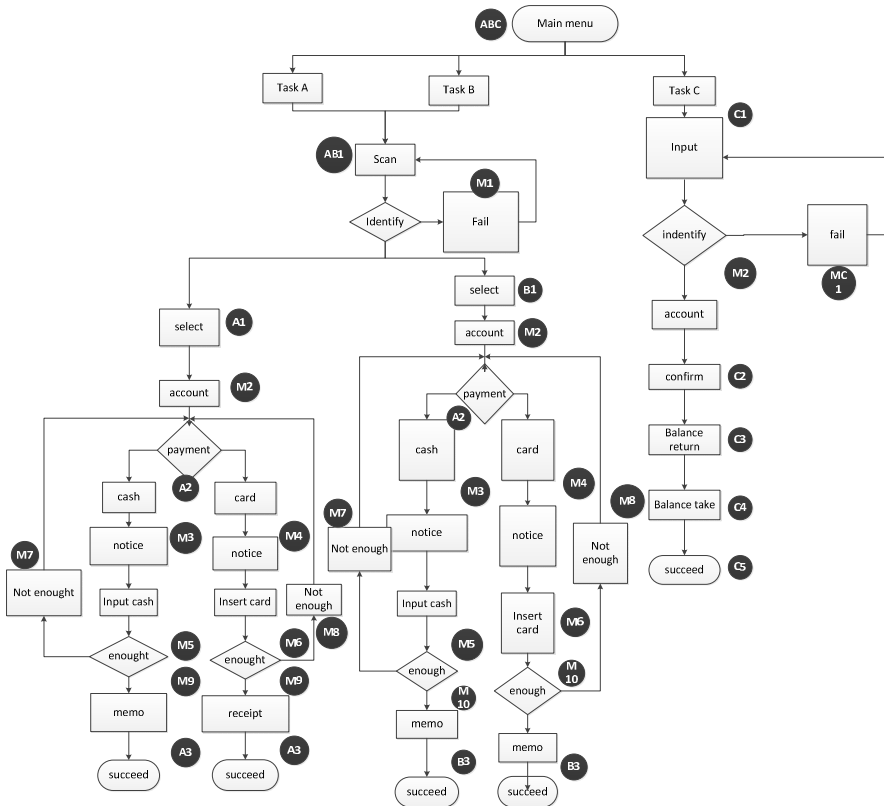 ABC
Main menu
Task A
Task B
Task C
C1
AB1
Scan
Input
M1
Identify
Fail
indentify
fail
M2
MC
1
select
B1
A1
select
account
M2
account
M2
account
confirm
C2
payment
A2
cash
card
Balance
return
C3
payment
A2
cash
card
M3
M4
M8
Balance take
C4
M7
notice
notice
Not enough
Not
enough
M3
notice
M4
notice
M7
Not enought
succeed
C5
Input cash
Insert card
Not
enough
M8
Input cash
Insert
card
M6
M5
enought
M6
enought
M5
enough
M
10
enough
M
10
M9
memo
M9
receipt
memo
memo
A3
succeed
A3
succeed
B3
succeed
B3
succeed